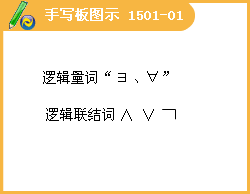 手写板图示 1501-01
逻辑量词“∃、∀”
逻辑联结词 ∧ ∨ ﹁